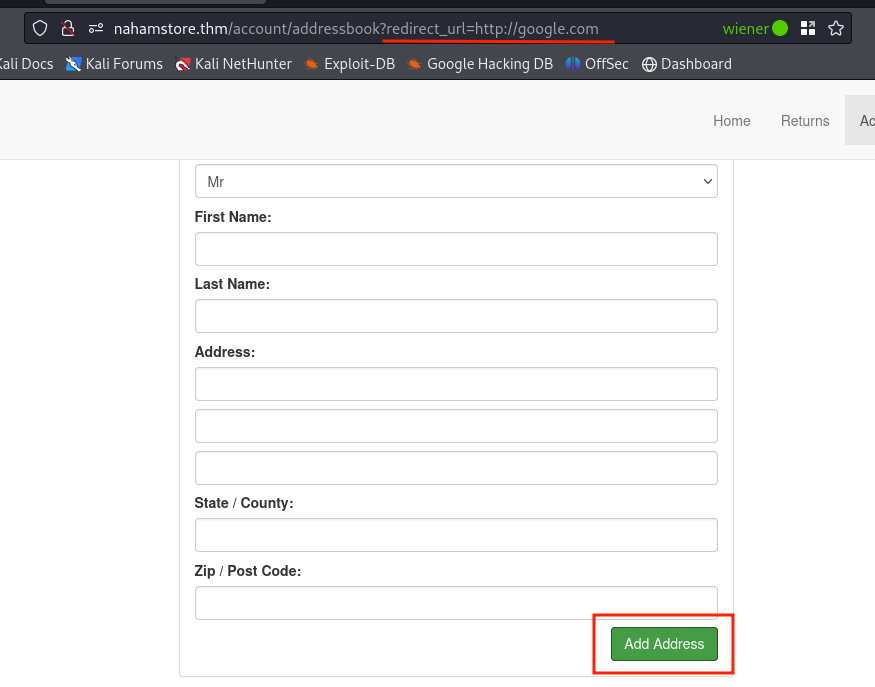 nahamstore.thm/account/addressbook?redirect_url=http://google.com wiener
Kali Docs Kali Forums Kali NetHunter Exploit-DB Google Hacking DB OffSec Dashboard
Home Returns Ac
Mr
First Name:
Last Name:
Address:
State / County:
Zip / Post Code:
Add Address